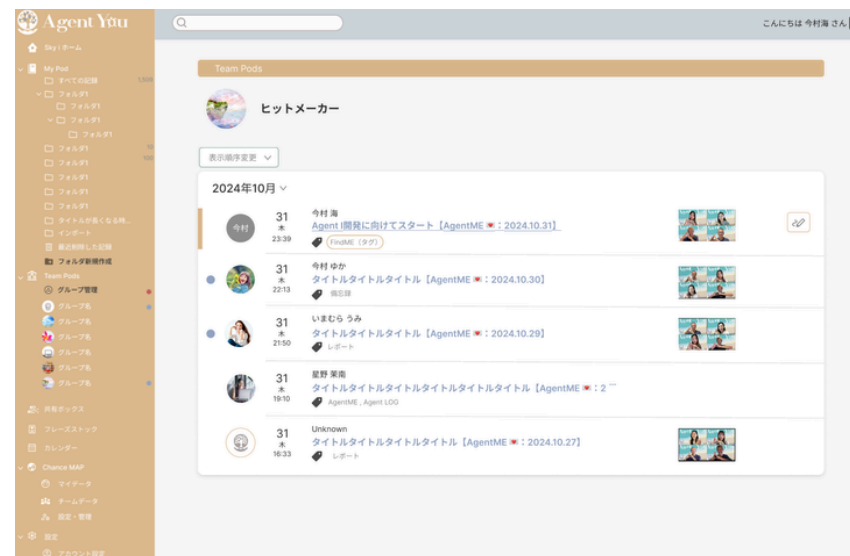 Agent You
こんにちは 今村海 さん
Sky | ホーム
My Pod
すべての記録
フォルダ1
フォルダ1
フォルダ1
フォルダ1
フォルダ1
フォルダ1
フォルダ1
フォルダ1
フォルダ1
タイトルが長くなる時...
インポート
最近削除した記録
フォルダ新規作成
Team Pods
グループ管理
グループ名
グループ名
グループ名
グループ名
グループ名
グループ名
共有ボックス
フレーズストック
カレンダー
Chance MAP
マイデータ
チームデータ
設定・管理
設定
アカウント設定
Team Pods
ヒットメーカー
表示順序変更
2024年10月
今村
31
木
23:39
今村 海
Agent I開発に向けてスタート【AgentME 💌：2024.10.31】
FindME（タグ）
31
木
22:13
今村 ゆか
タイトルタイトルタイトル【AgentME 💌：2024.10.30】
備忘録
31
木
21:50
いまむら うみ
タイトルタイトルタイトル【AgentME 💌：2024.10.29】
レポート
31
木
19:10
星野 茉南
タイトルタイトルタイトルタイトルタイトルタイトル【AgentME 💌：2
AgentME , Agent LOG
31
木
16:33
Unknown
タイトルタイトルタイトルタイトル【AgentME 💌：2024.10.27】
レポート